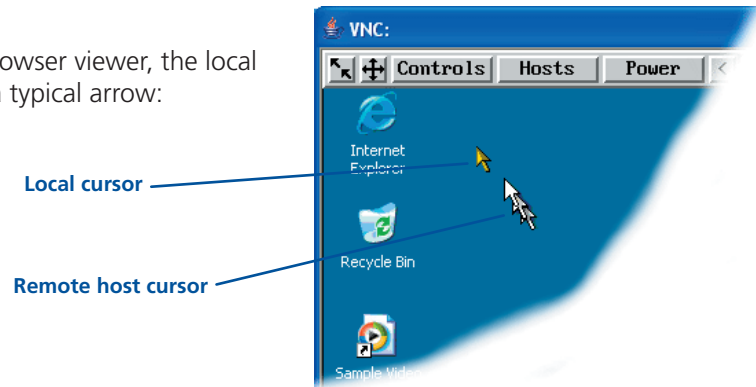 VNC:
owser viewer, the local
typical arrow:
Controls Hosts Power <
Internet
Explorer
Local cursor
Recycle Bin
Remote host cursor
Sample Video